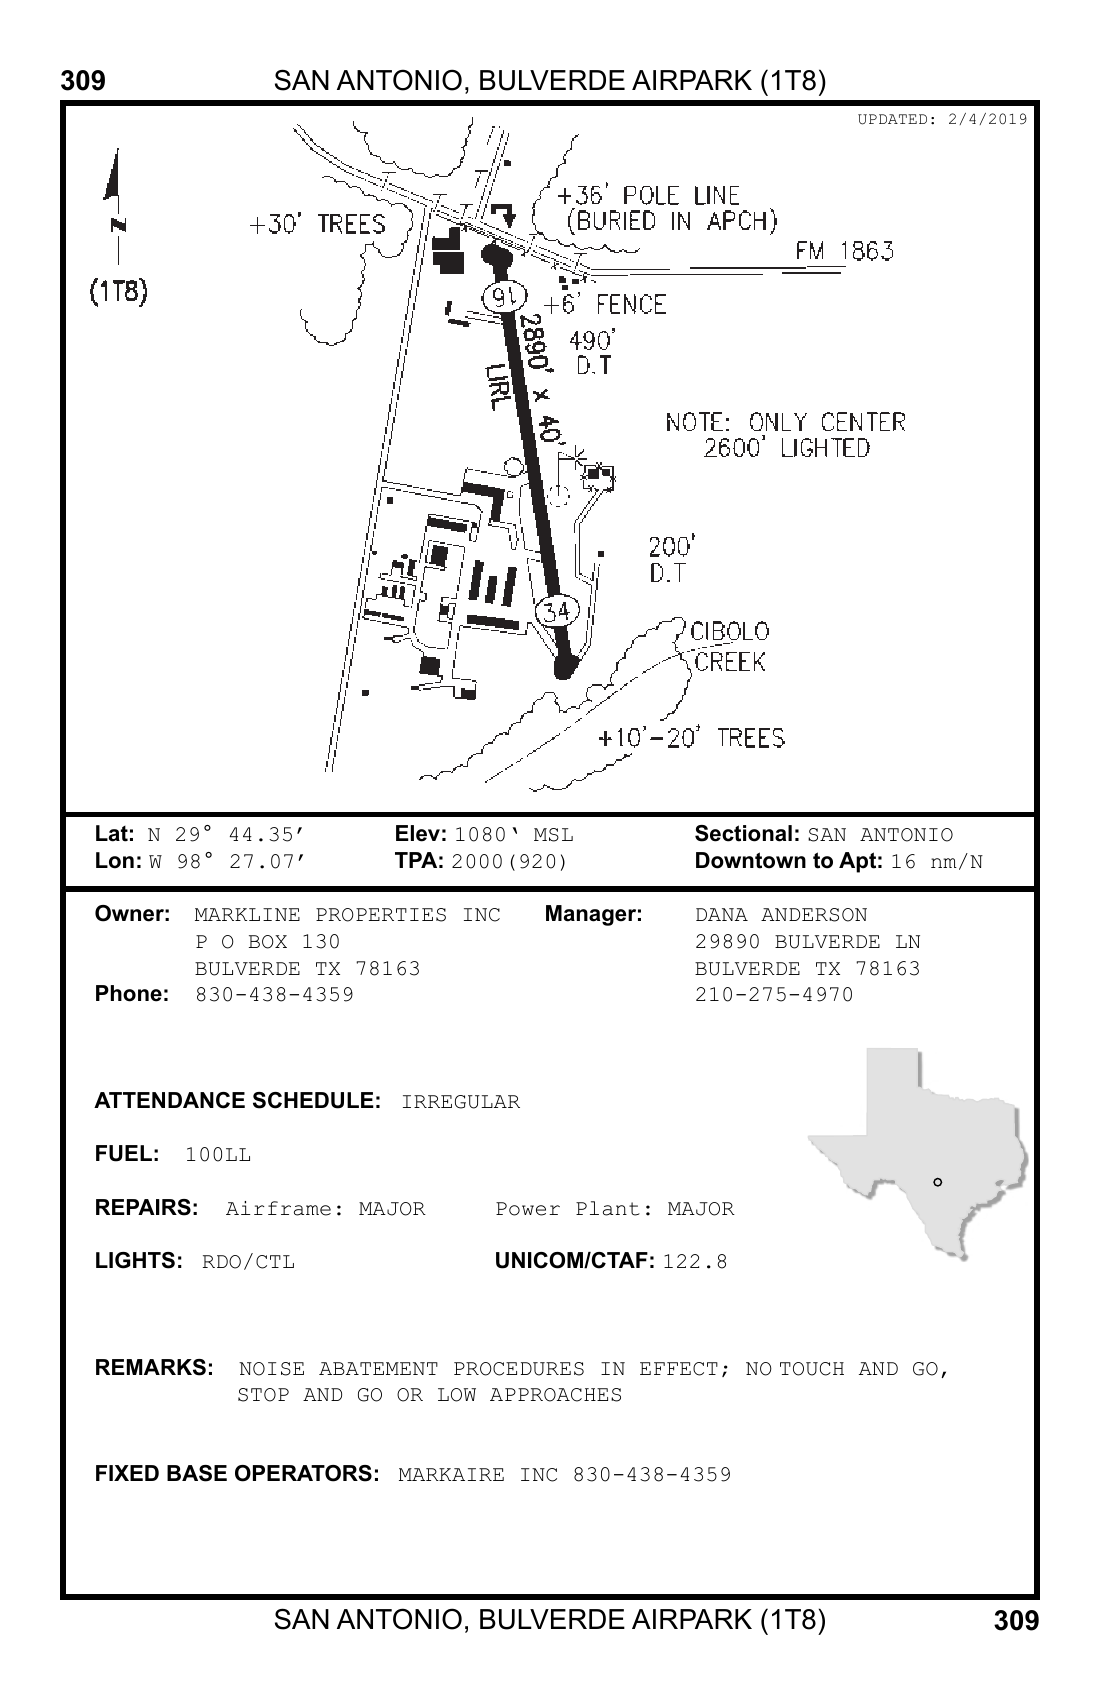 309 SAN ANTONIO, BULVERDE AIRPARK (1T8)
UPDATED: 2/4/2019
N
(1T8)
+30' TREES
+36' POLE LINE
(BURIED IN APCH)
FM 1863
16
+6' FENCE
490'
D.T
2890' X 40'
LIRL
NOTE: ONLY CENTER
2600' LIGHTED
200'
D.T
34
CIBOLO
CREEK
+10'-20' TREES
Lat: N 29° 44.35′ Elev: 1080‛ MSL Sectional: SAN ANTONIO
Lon: W 98° 27.07′ TPA: 2000(920) Downtown to Apt: 16 nm/N
Owner: MARKLINE PROPERTIES INC Manager: DANA ANDERSON
P O BOX 130 29890 BULVERDE LN
BULVERDE TX 78163 BULVERDE TX 78163
Phone: 830-438-4359 210-275-4970
ATTENDANCE SCHEDULE: IRREGULAR
FUEL: 100LL
REPAIRS: Airframe: MAJOR Power Plant: MAJOR
LIGHTS: RDO/CTL UNICOM/CTAF: 122.8
REMARKS: NOISE ABATEMENT PROCEDURES IN EFFECT; NO TOUCH AND GO,
STOP AND GO OR LOW APPROACHES
FIXED BASE OPERATORS: MARKAIRE INC 830-438-4359
SAN ANTONIO, BULVERDE AIRPARK (1T8) 309